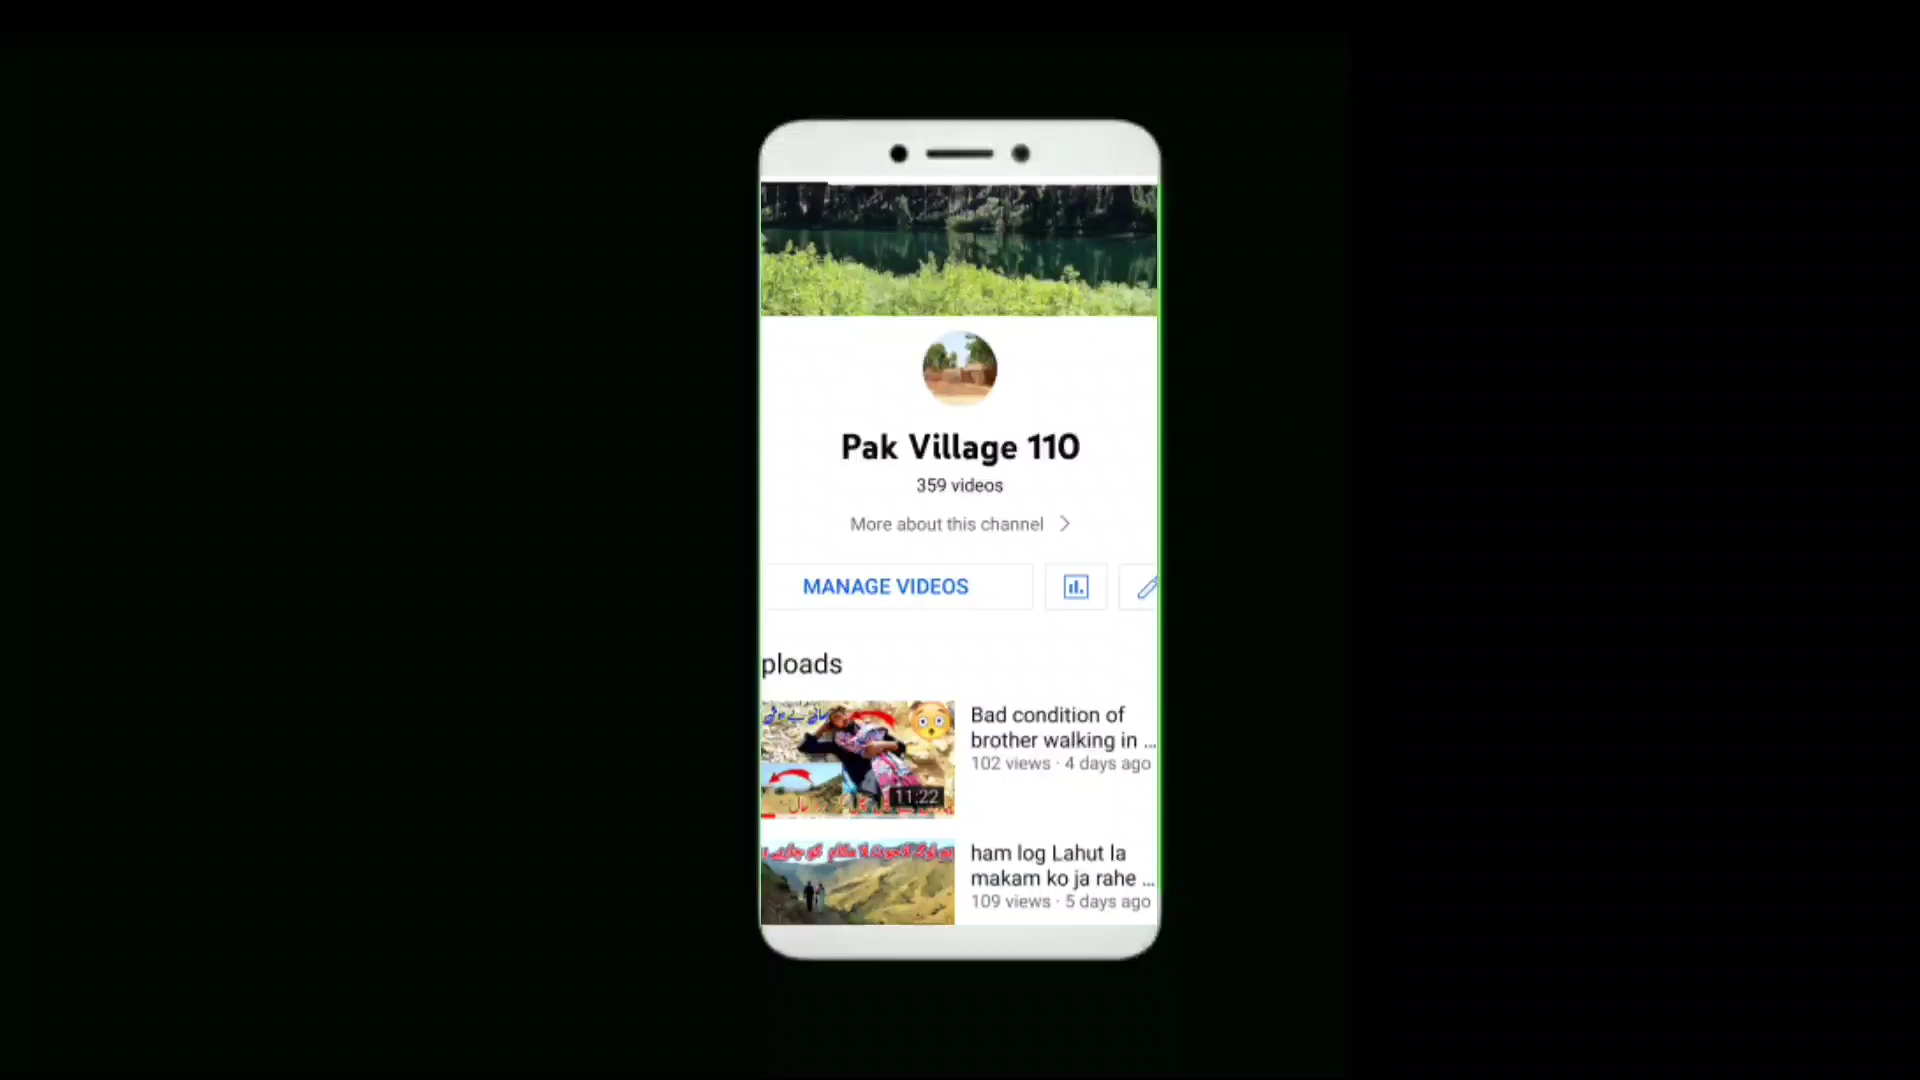 Pak Village 110
359 videos
More about this channel
MANAGE VIDEOS
ploads
Bad condition of
brother walking in ...
102 views · 4 days ago
11:22
ham log Lahut la
makam ko ja rahe ...
109 views · 5 days ago